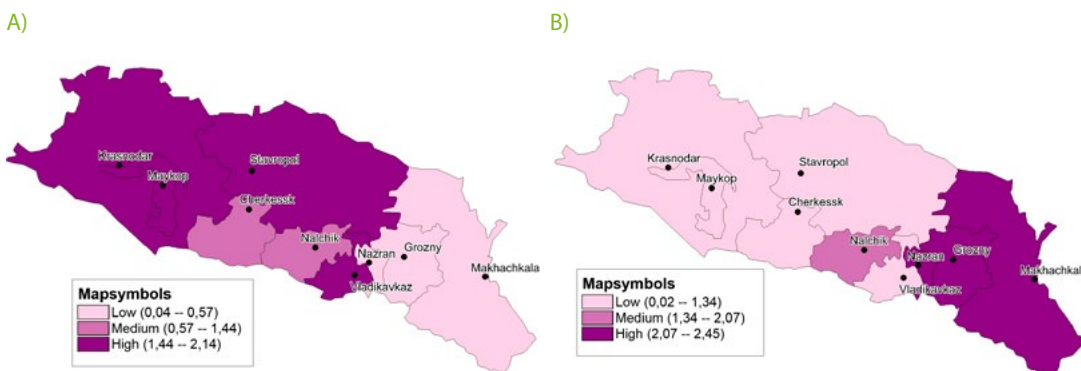 A)
Krasnodar
Maykop
Stavropol
Cherkessk
Nalchik
Nazran
Grozny
Vladikavkaz
Makhachkala
Mapsymbols
Low (0,04 -- 0,57)
Medium (0,57 -- 1,44)
High (1,44 -- 2,14)
B)
Krasnodar
Maykop
Stavropol
Cherkessk
Nalchik
Nazran
Grozny
Vladikavkaz
Makhachkala
Mapsymbols
Low (0,02 -- 1,34)
Medium (1,34 -- 2,07)
High (2,07 -- 2,45)